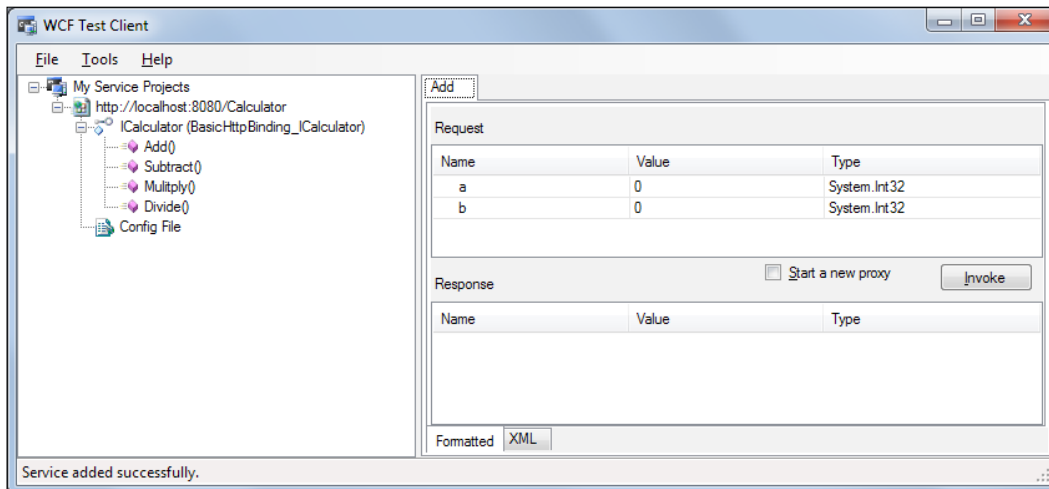 WCF Test Client
File Tools Help
My Service Projects
http://localhost:8080/Calculator
ICalculator (BasicHttpBinding_ICalculator)
Add()
Subtract()
Mulitply()
Divide()
Config File
Add
Request
Name Value Type
a 0 System.Int32
b 0 System.Int32
Start a new proxy
Invoke
Response
Name Value Type
Formatted XML
Service added successfully.